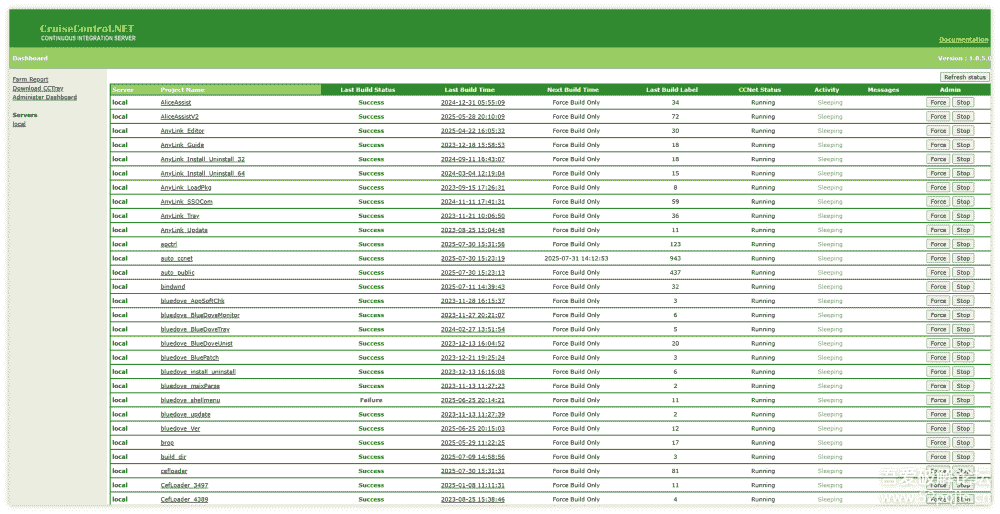 CruiseControl.NET
CONTINUOUS INTEGRATION SERVER
Documentation
Dashboard Version : 1.8.5.0
Refresh status
Farm Report
Download CCTray
Administer Dashboard
Servers
local
Server Project Name Last Build Status Last Build Time Next Build Time Last Build Label CCNet Status Activity Messages Admin
local AliceAssist Success 2024-12-31 05:55:09 Force Build Only 34 Running Sleeping Force Stop
local AliceAssistV2 Success 2025-05-28 20:10:09 Force Build Only 72 Running Sleeping Force Stop
local AnyLink_Editor Success 2025-04-22 16:05:32 Force Build Only 30 Running Sleeping Force Stop
local AnyLink_Guide Success 2023-12-18 15:58:53 Force Build Only 18 Running Sleeping Force Stop
local AnyLink_Install_Uninstall_32 Success 2024-09-11 16:43:07 Force Build Only 18 Running Sleeping Force Stop
local AnyLink_Install_Uninstall_64 Success 2024-03-04 12:19:04 Force Build Only 15 Running Sleeping Force Stop
local AnyLink_LoadPkg Success 2023-09-15 17:26:31 Force Build Only 8 Running Sleeping Force Stop
local AnyLink_SSOCom Success 2024-11-11 17:41:31 Force Build Only 59 Running Sleeping Force Stop
local AnyLink_Tray Success 2023-11-21 10:06:50 Force Build Only 36 Running Sleeping Force Stop
local AnyLink_Update Success 2023-08-25 15:04:48 Force Build Only 11 Running Sleeping Force Stop
local Success 2025-07-30 15:31:56 Force Build Only 123 Running Sleeping Force Stop
local auto_ccnet Success 2025-07-30 15:23:19 2025-07-31 14:12:53 943 Running Sleeping Force Stop
local auto_public Success 2025-07-30 15:23:13 Force Build Only 437 Running Sleeping Force Stop
local bindwnd Success 2025-07-11 14:39:43 Force Build Only 32 Running Sleeping Force Stop
local bluedove_AppSoftChk Success 2023-11-28 16:15:37 Force Build Only 3 Running Sleeping Force Stop
local bluedove_BlueDoveMonitor Success 2023-11-27 20:21:07 Force Build Only 6 Running Sleeping Force Stop
local bluedove_BlueDoveTray Success 2024-02-27 13:51:54 Force Build Only 5 Running Sleeping Force Stop
local bluedove_BlueDoveUnist Success 2023-12-13 16:04:52 Force Build Only 20 Running Sleeping Force Stop
local bluedove_BluePatch Success 2023-12-21 19:25:24 Force Build Only 3 Running Sleeping Force Stop
local bluedove_install_uninstall Success 2023-12-13 16:16:08 Force Build Only 6 Running Sleeping Force Stop
local bluedove_maixParse Success 2023-11-13 11:27:23 Force Build Only 2 Running Sleeping Force Stop
local bluedove_shellmenu Failure 2025-06-25 20:14:21 Force Build Only 11 Running Sleeping Force Stop
local bluedove_update Success 2023-11-13 11:27:39 Force Build Only 2 Running Sleeping Force Stop
local bluedove_Ver Success 2025-06-25 20:15:03 Force Build Only 12 Running Sleeping Force Stop
local brop Success 2025-05-29 11:22:25 Force Build Only 17 Running Sleeping Force Stop
local build_dir Success 2025-07-09 14:58:56 Force Build Only 3 Running Sleeping Force Stop
local cefloader Success 2025-07-30 15:31:31 Force Build Only 81 Running Sleeping Force Stop
local CefLoader_3497 Success 2025-01-08 11:11:31 Force Build Only 11 Running Sleeping Force Stop
local CefLoader_4389 Success 2023-08-25 15:38:46 Force Build Only 4 Running Sleeping Force Stop
吾爱破解论坛
www.52pojie.cn